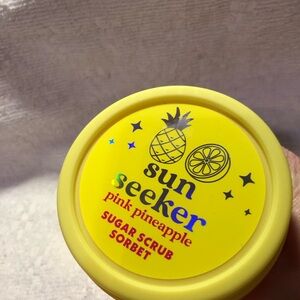 sun
seeker
pink pineapple
SUGAR SCRUB
SORBET